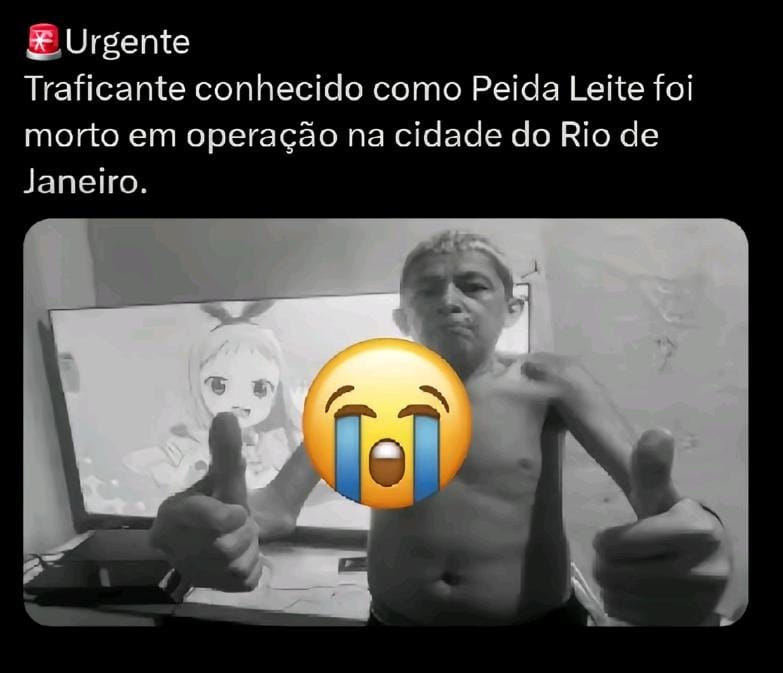 🚨Urgente
Traficante conhecido como Peida Leite foi
morto em operação na cidade do Rio de
Janeiro.